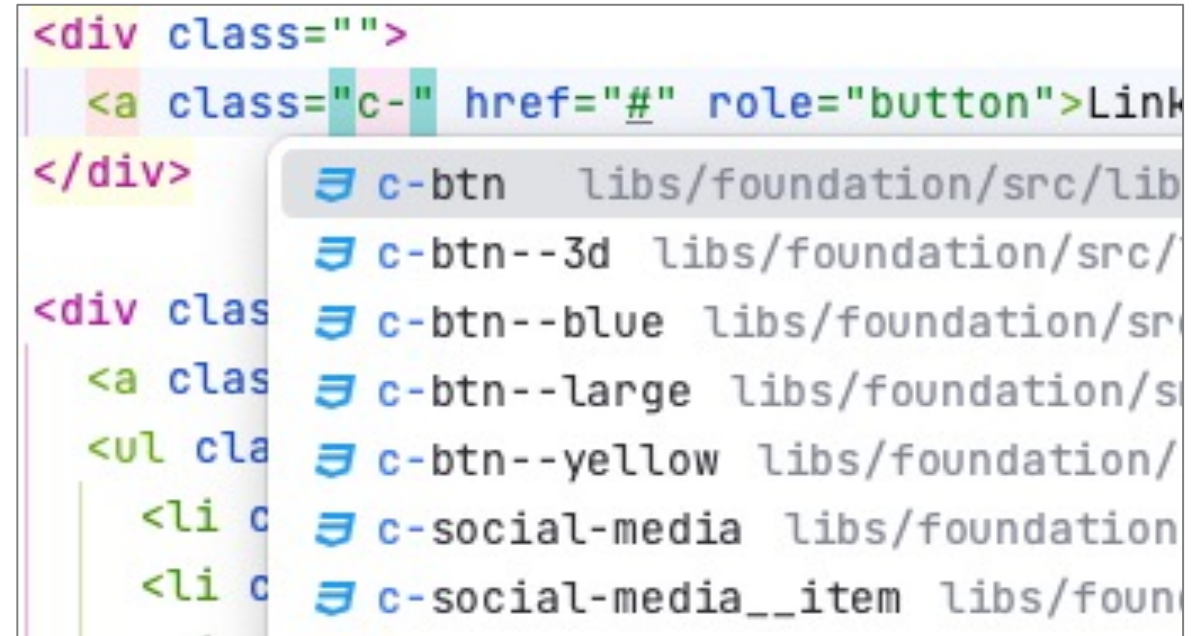 <div class="">
<a class="c-" href="#" role="button">Link
</div>
c-btn libs/foundation/src/lib
c-btn--3d libs/foundation/src/
<div clas
c-btn--blue libs/foundation/sr
<a clas
c-btn--large libs/foundation/s
<ul cla
c-btn--yellow libs/foundation/
<li c
c-social-media libs/foundation
<li c
c-social-media__item libs/foun